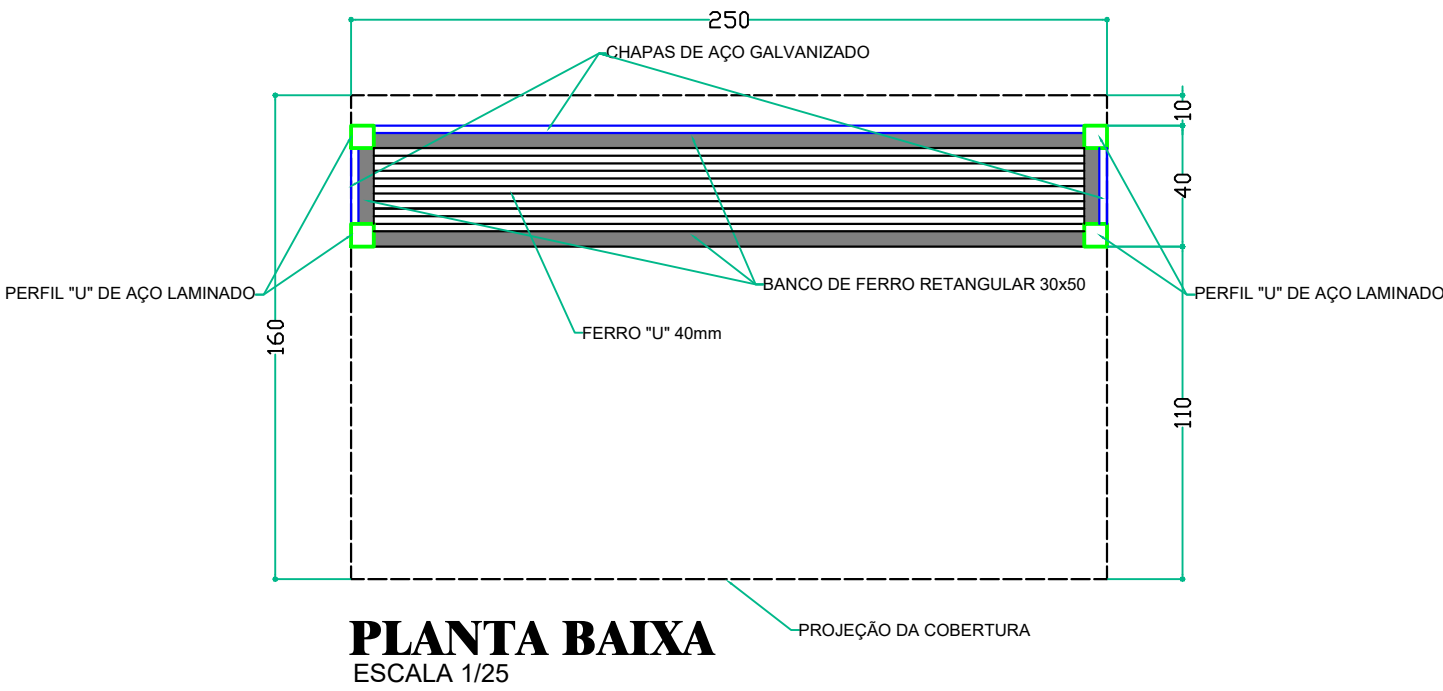 250
CHAPAS DE AÇO GALVANIZADO
10
40
BANCO DE FERRO RETANGULAR 30x50
PERFIL "U" DE AÇO LAMINADO
PERFIL "U" DE AÇO LAMINADO
160
FERRO "U" 40mm
110
PROJEÇÃO DA COBERTURA
PLANTA BAIXA
ESCALA 1/25